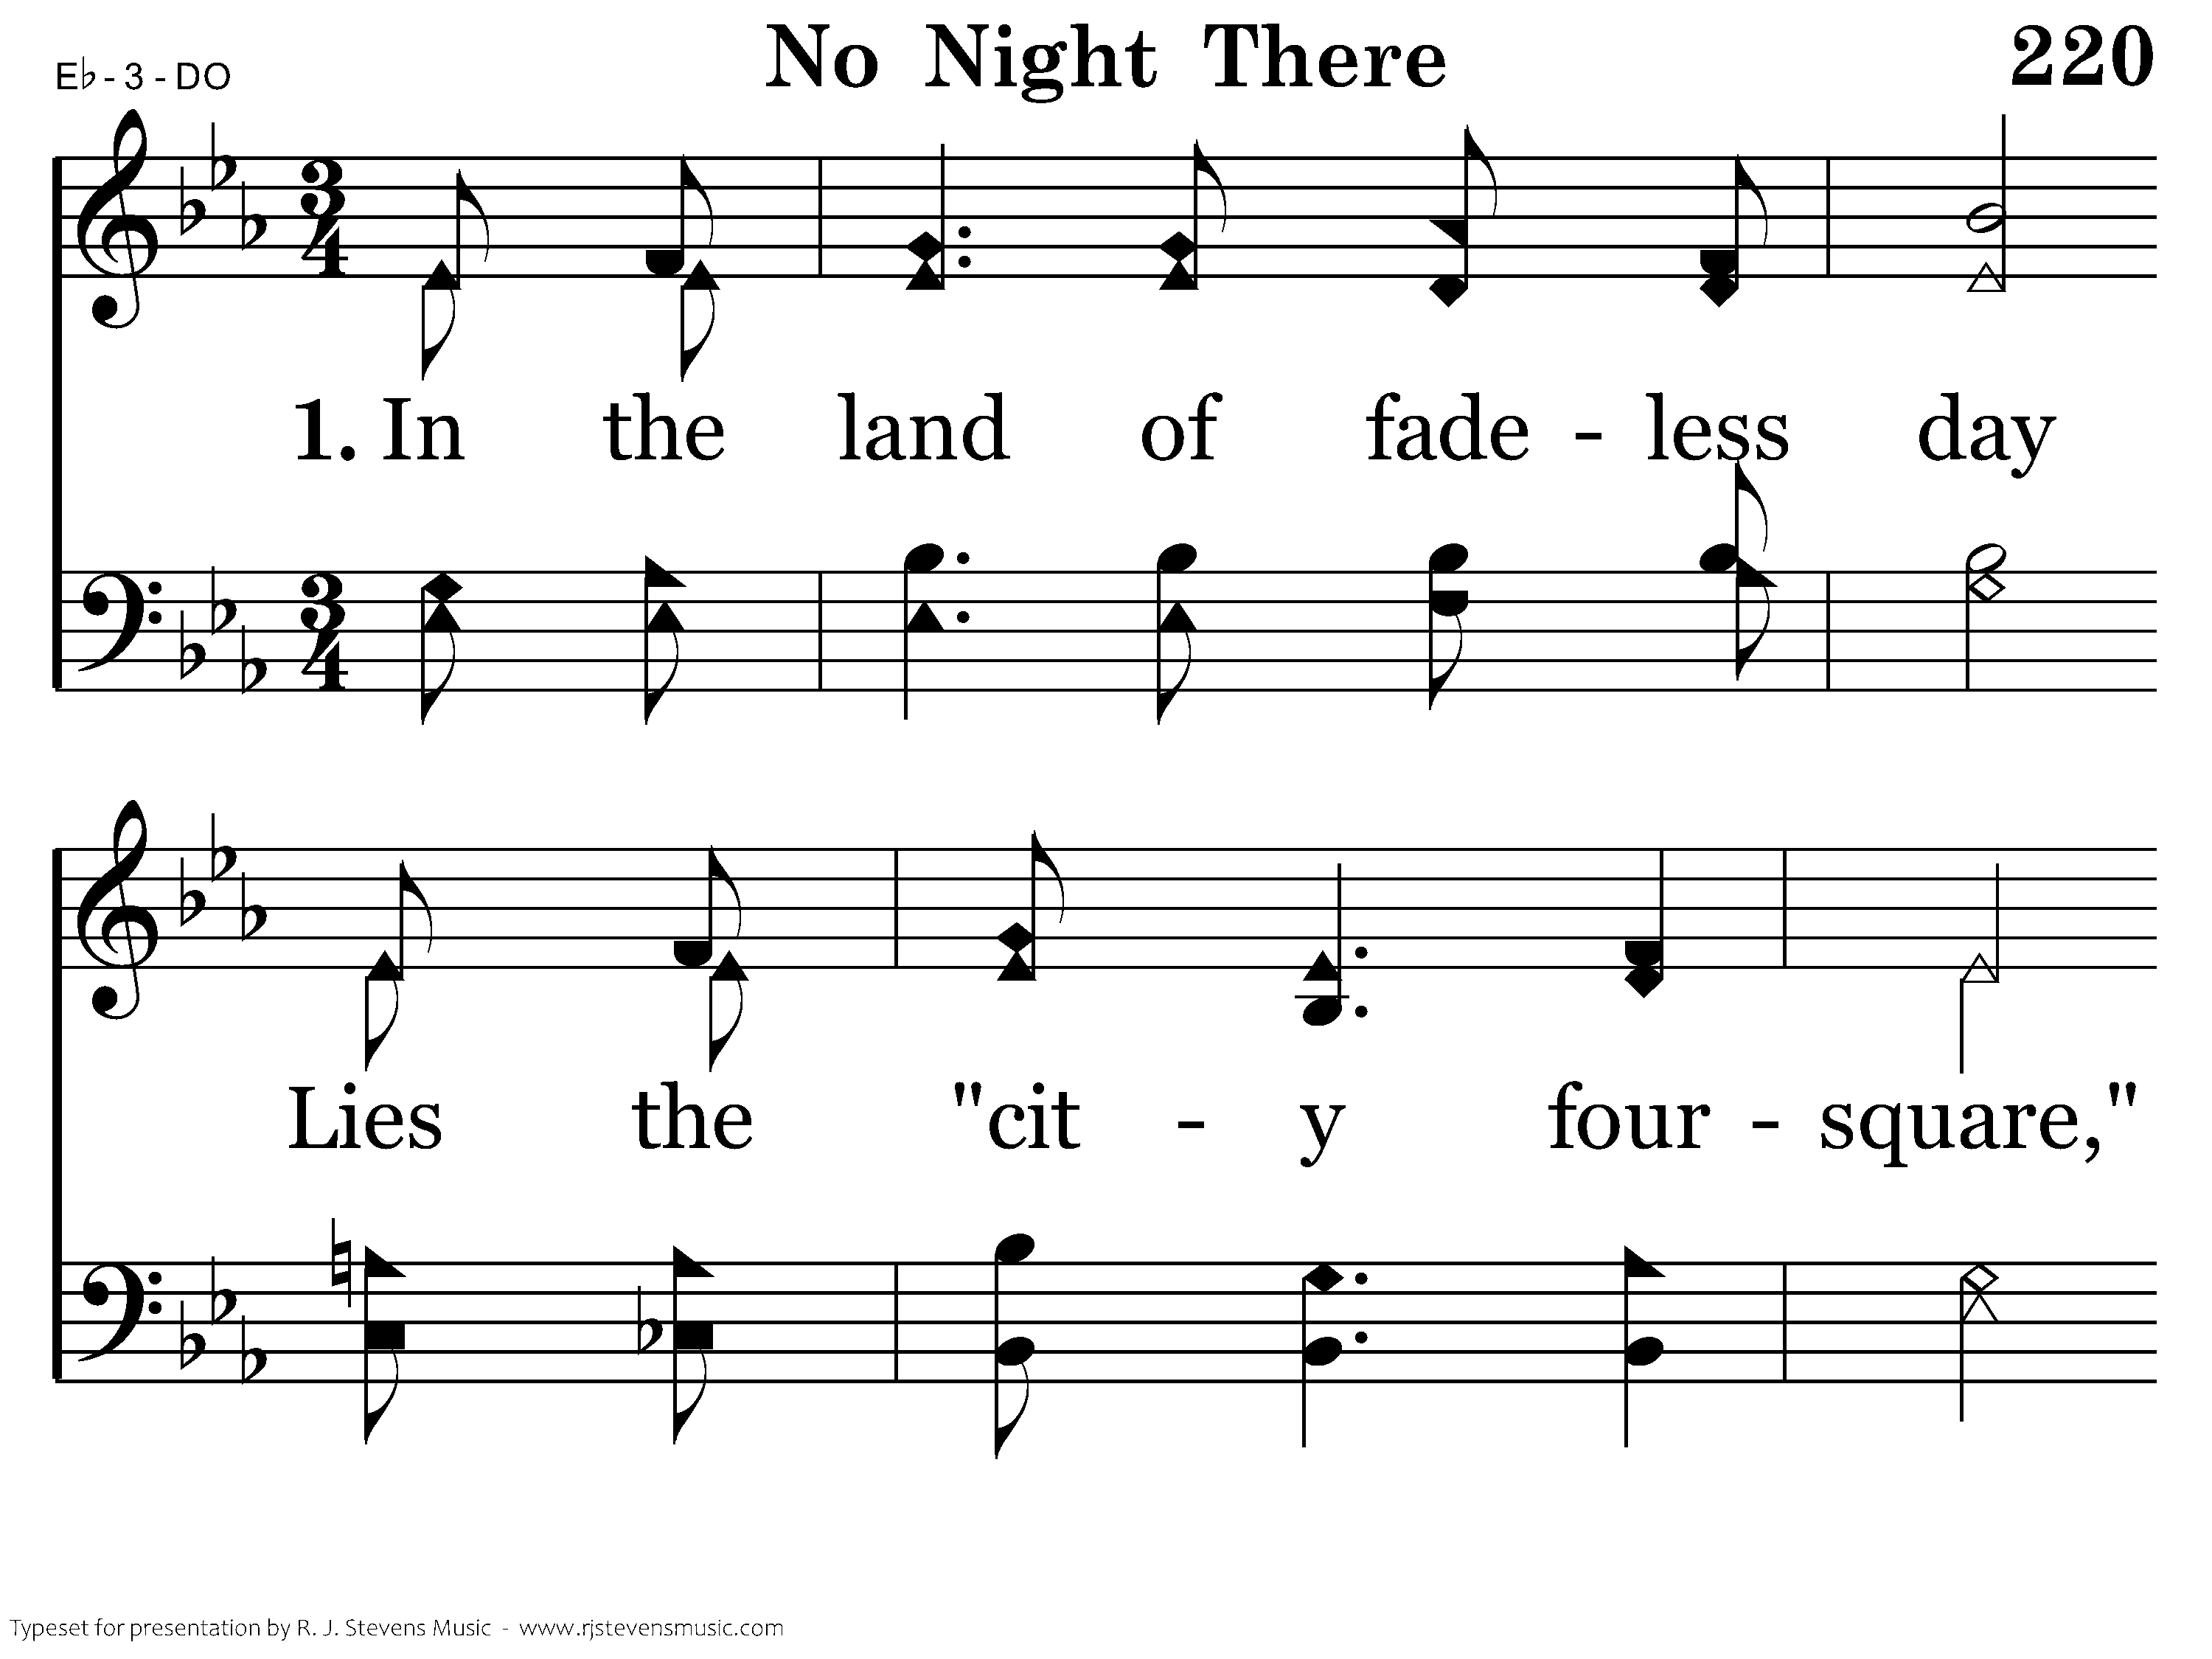 No Night There
220
E♭ - 3 - DO
1. In the land of fade - less day
Lies the "cit - y four - square,"
Typeset for presentation by R. J. Stevens Music - www.rjstevensmusic.com